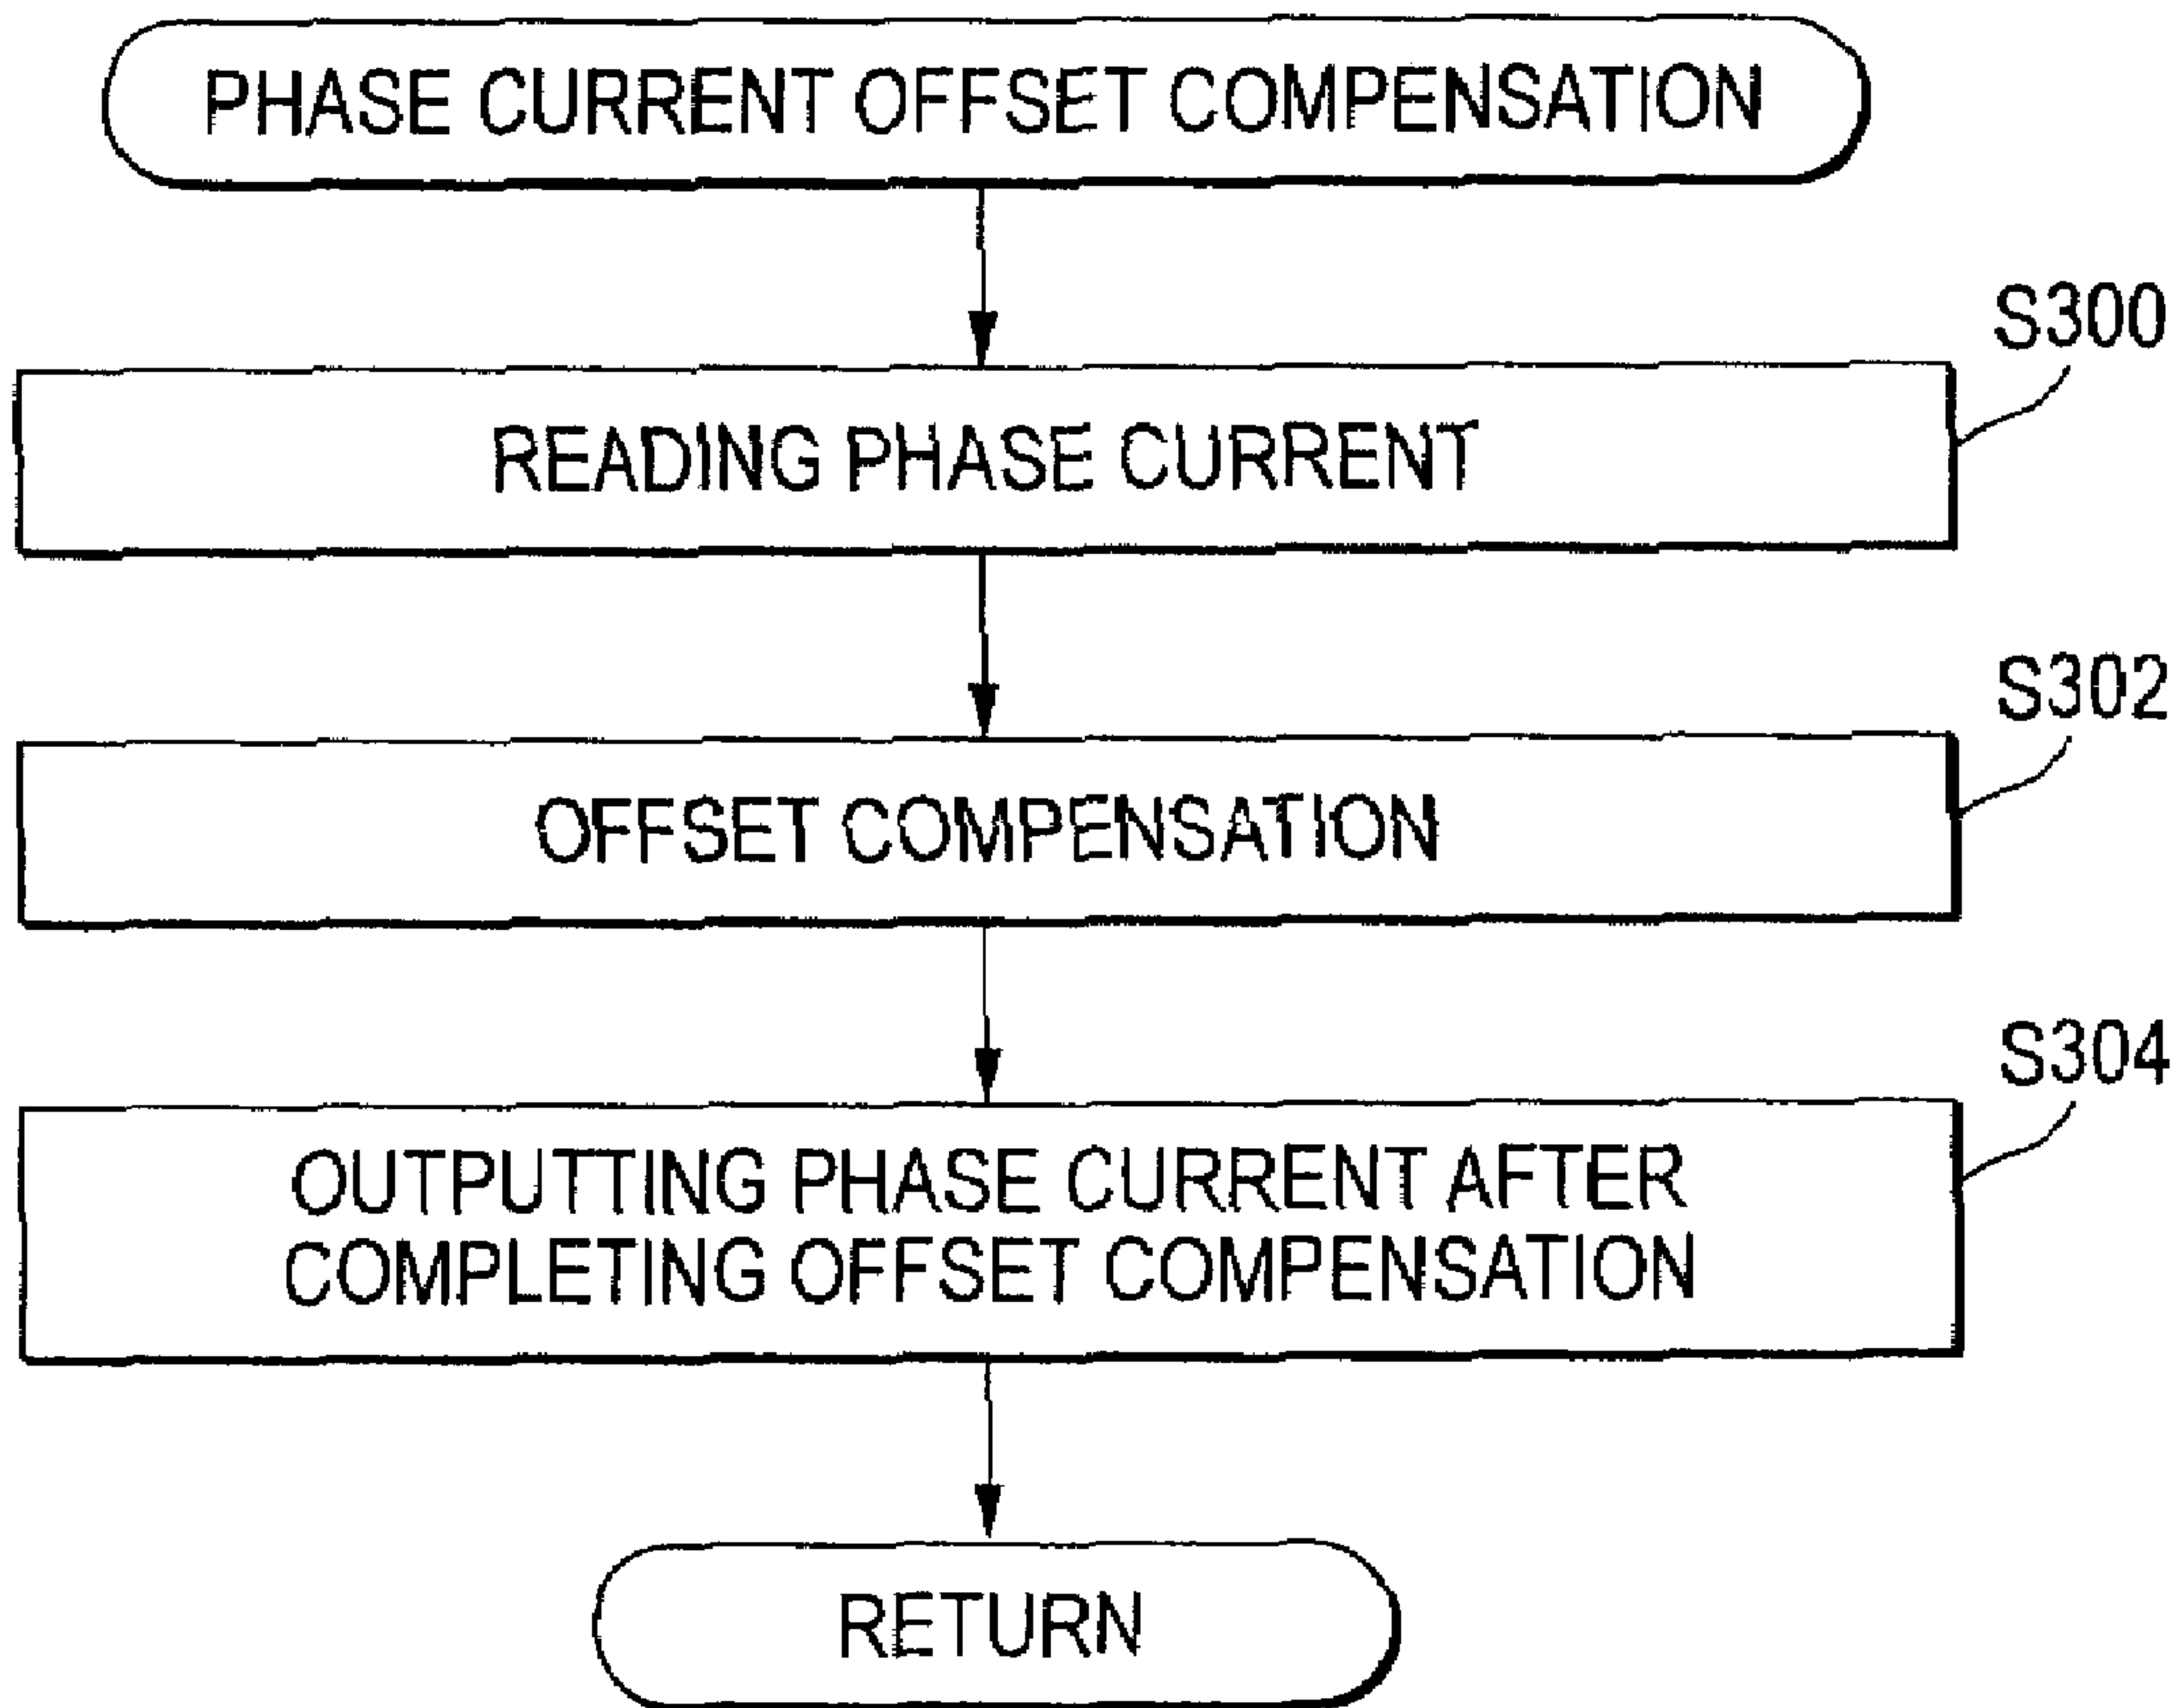 PHASE CURRENT OFFSET COMPENSATION
S300
READING PHASE CURRENT
S302
OFFSET COMPENSATION
S304
OUTPUTTING PHASE CURRENT AFTER
COMPLETING OFFSET COMPENSATION
RETURN